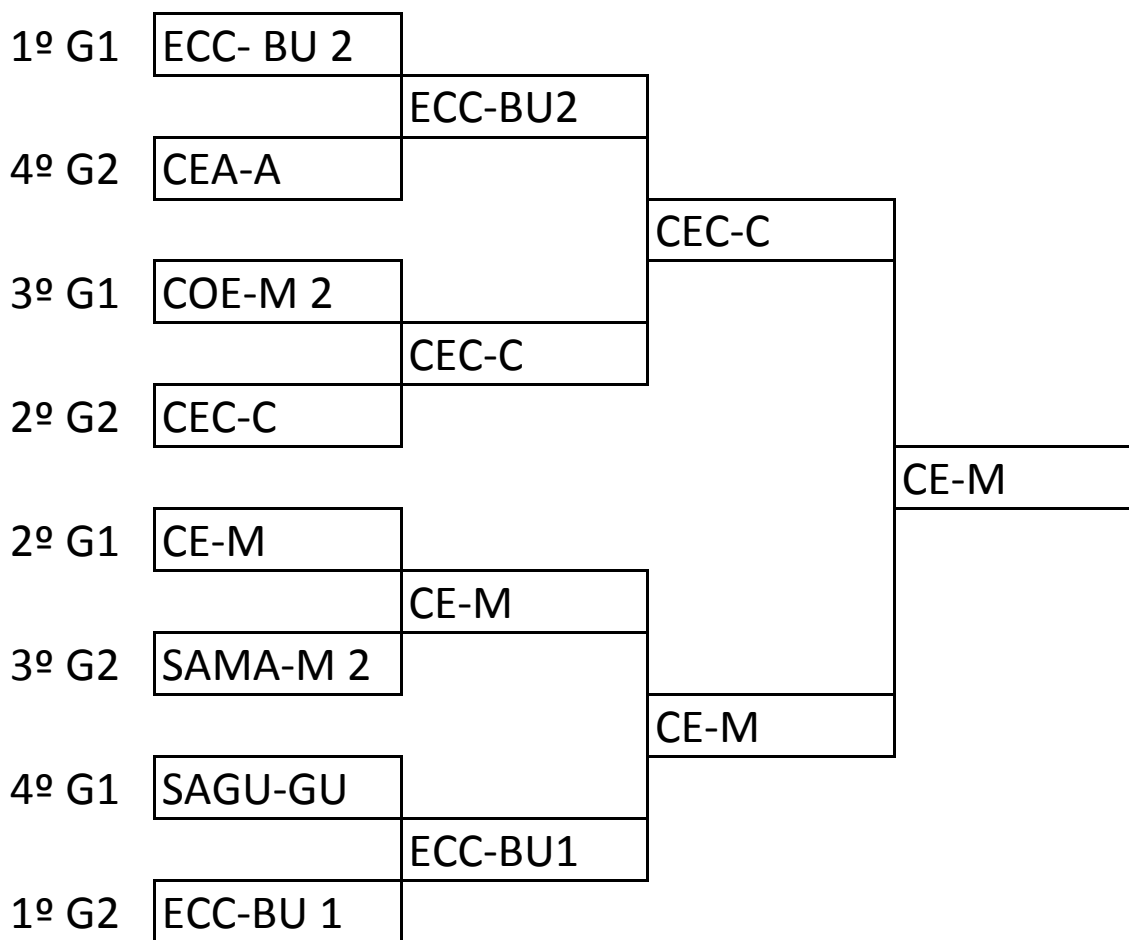 1º G1 ECC- BU 2
ECC-BU2
4º G2 CEA-A
CEC-C
3º G1 COE-M 2
CEC-C
2º G2 CEC-C
CE-M
2º G1 CE-M
CE-M
3º G2 SAMA-M 2
CE-M
4º G1 SAGU-GU
ECC-BU1
1º G2 ECC-BU 1